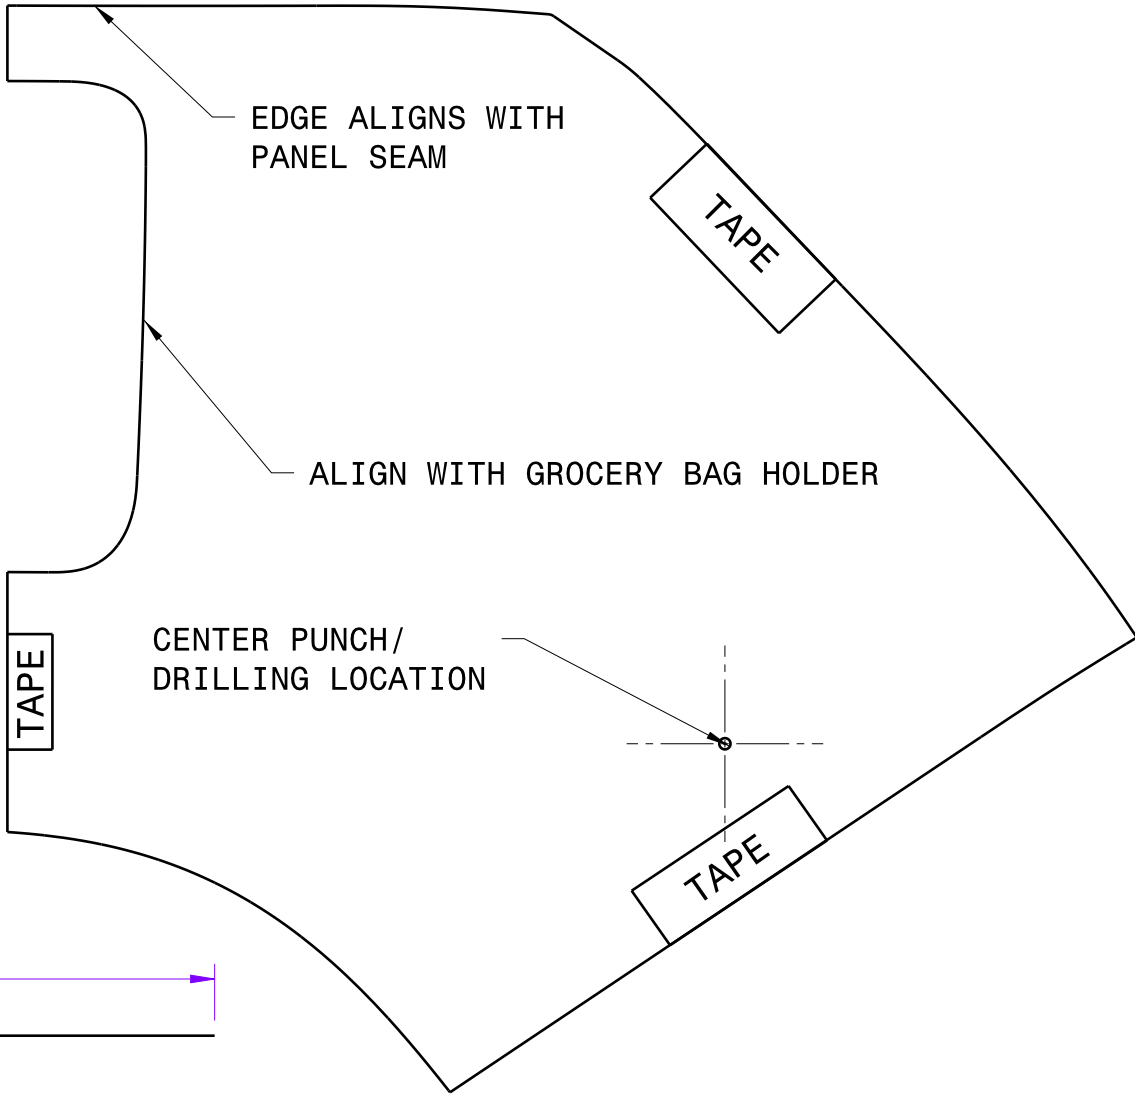 EDGE ALIGNS WITH
PANEL SEAM
TAPE
ALIGN WITH GROCERY BAG HOLDER
CENTER PUNCH/
DRILLING LOCATION
TAPE
TAPE